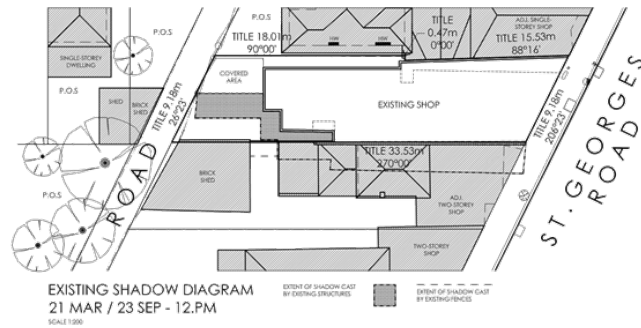 P.O.S
P.O.S
SINGLE-STOREY
DWELLING
P.O.S
SHED
BRICK
SHED
P.O.S
TITLE 9.18m
26°23'
ROAD
TITLE 18.01m
90°00'
COVERED
AREA
TITLE
0.47m
0°00'
ADJ. SINGLE-
STOREY SHOP
TITLE 15.53m
88°16'
EXISTING SHOP
TITLE 33.53m
270°00'
TITLE 9.18m
206°23'
BRICK
SHED
ADJ.
TWO-STOREY
SHOP
TWO-STOREY
SHOP
ST. GEORGES
ROAD
EXISTING SHADOW DIAGRAM
21 MAR / 23 SEP - 12.PM
SCALE 1:200
EXTENT OF SHADOW CAST
BY EXISTING STRUCTURES
EXTENT OF SHADOW CAST
BY EXISTING FENCES